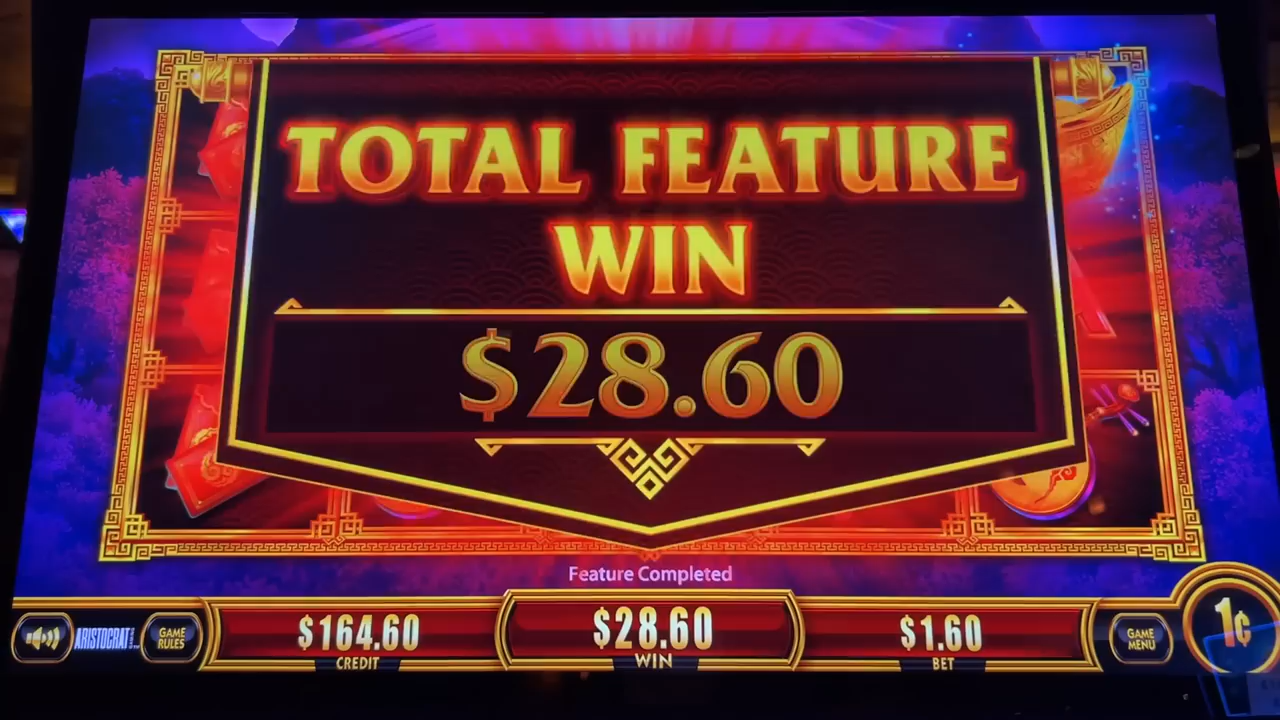 TOTAL FEATURE
WIN
$28.60
Feature Completed
$164.60
CREDIT
$28.60
WIN
$1.60
BET
ARISTOCRAT
GAME
RULES
GAME
MENU
1¢